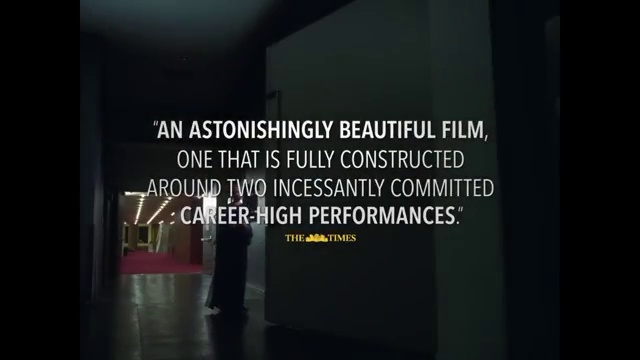 "AN ASTONISHINGLY BEAUTIFUL FILM,
ONE THAT IS FULLY CONSTRUCTED
AROUND TWO INCESSANTLY COMMITTED
CAREER-HIGH PERFORMANCES."
THE TIMES